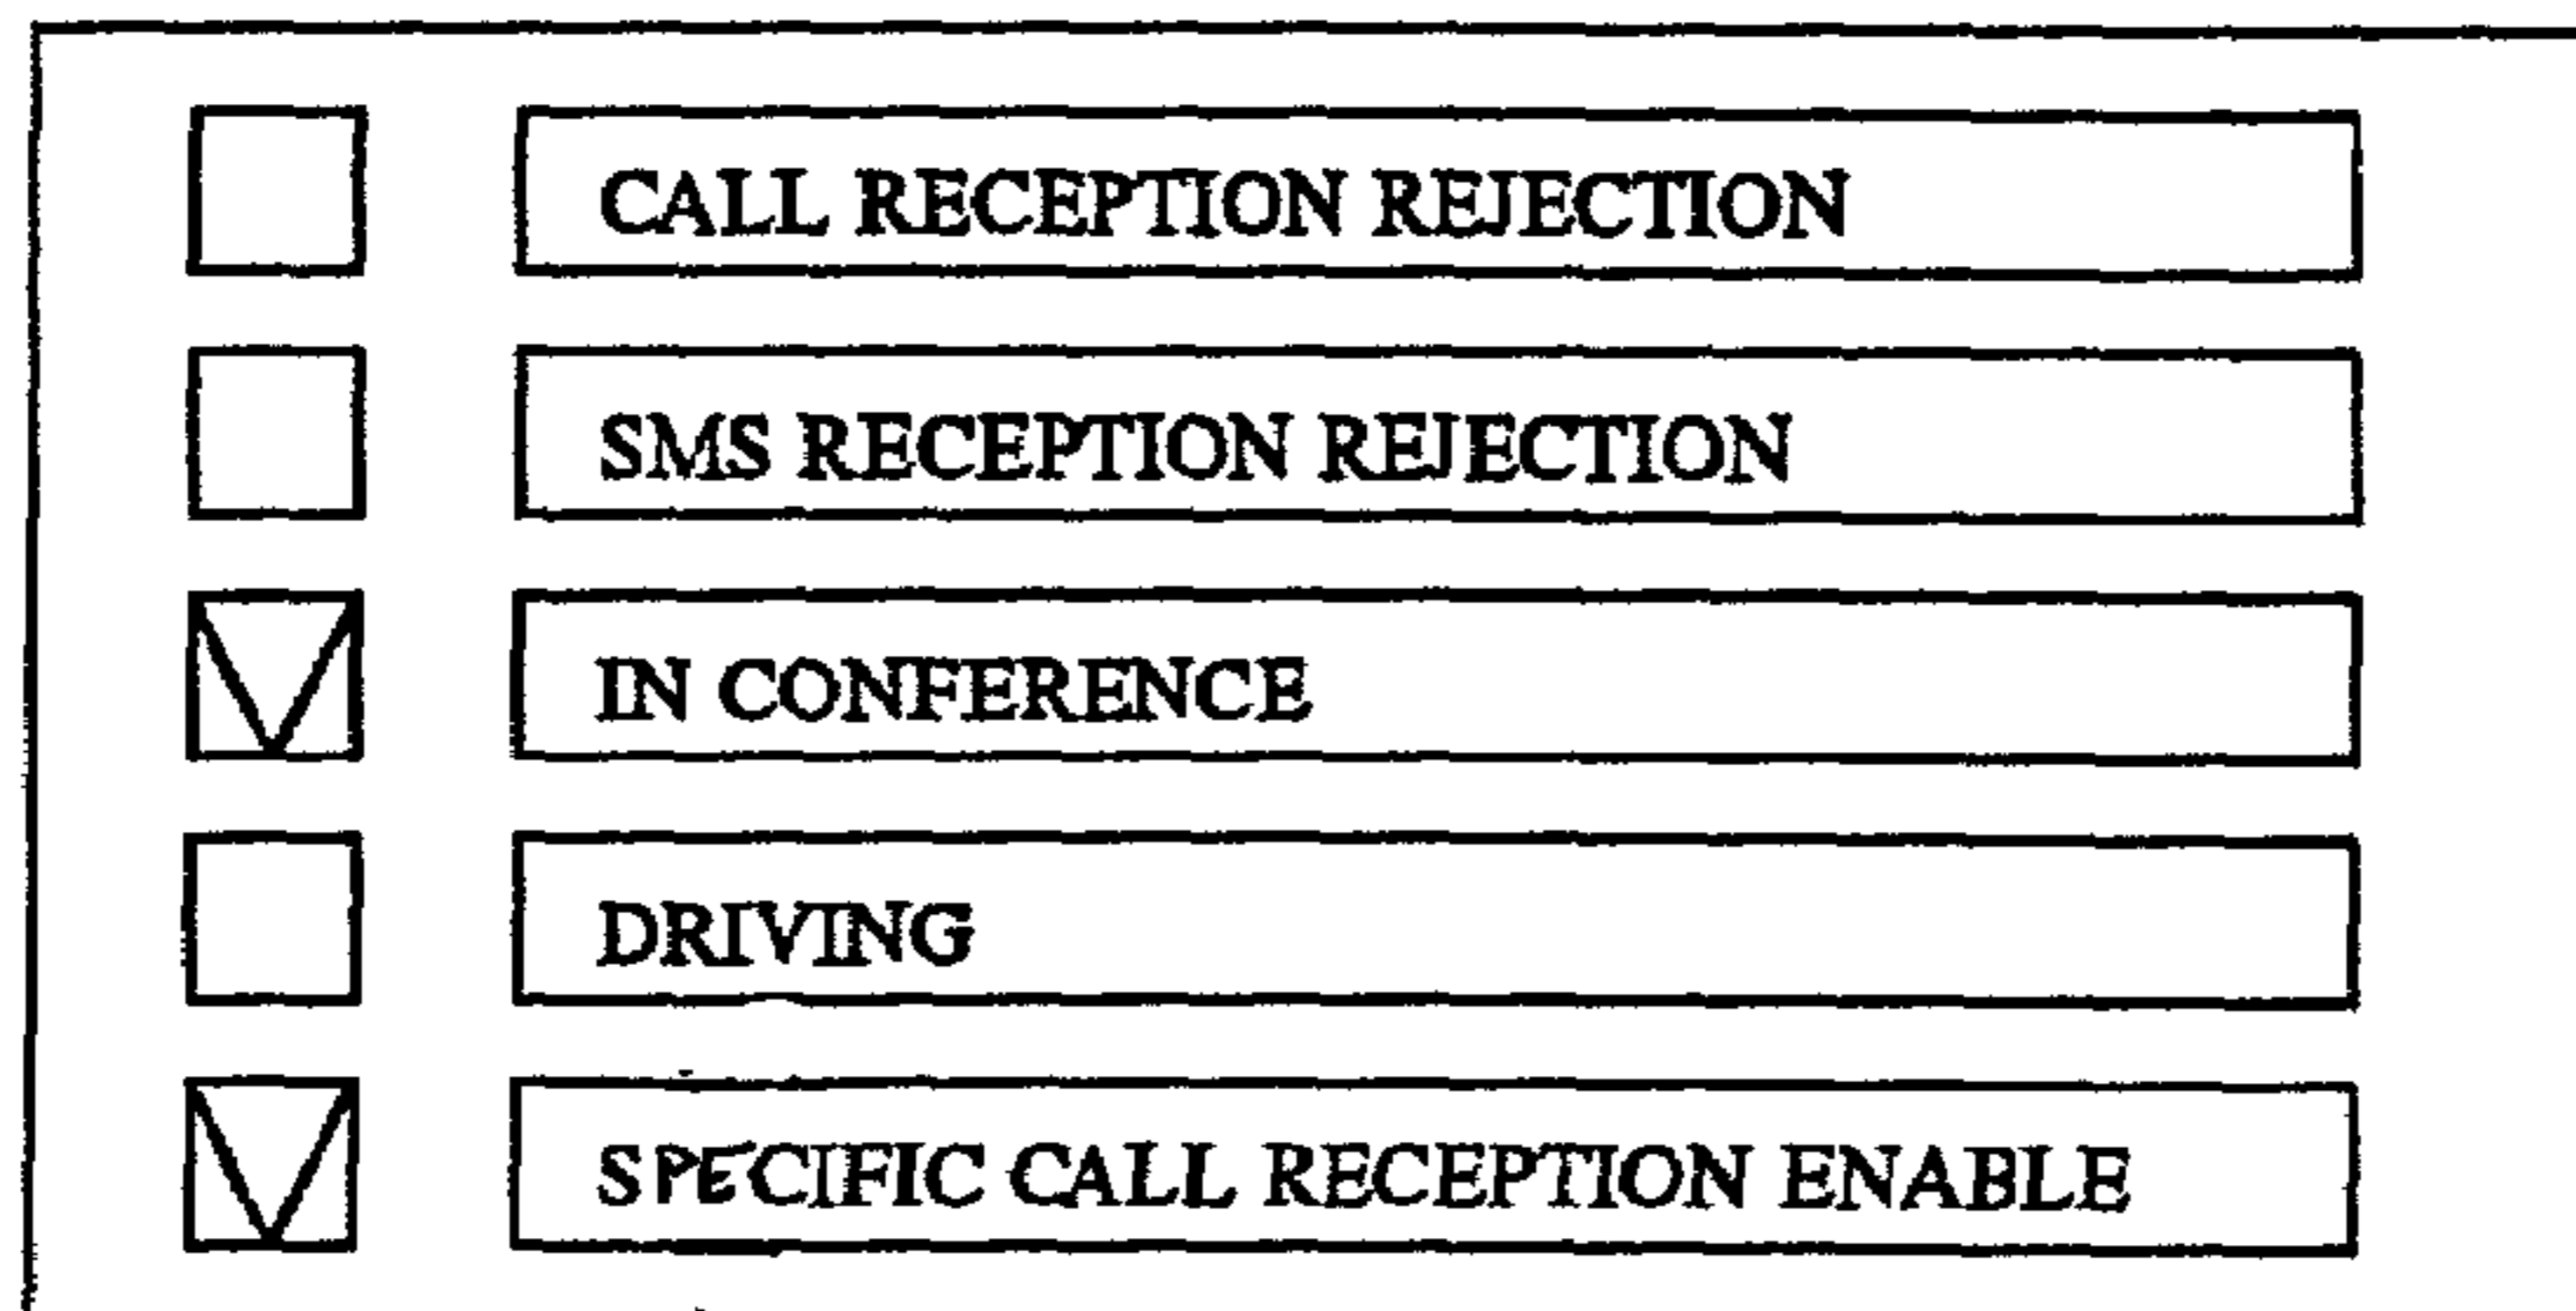 CALL RECEPTION REJECTION
SMS RECEPTION REJECTION
IN CONFERENCE
DRIVING
SPECIFIC CALL RECEPTION ENABLE